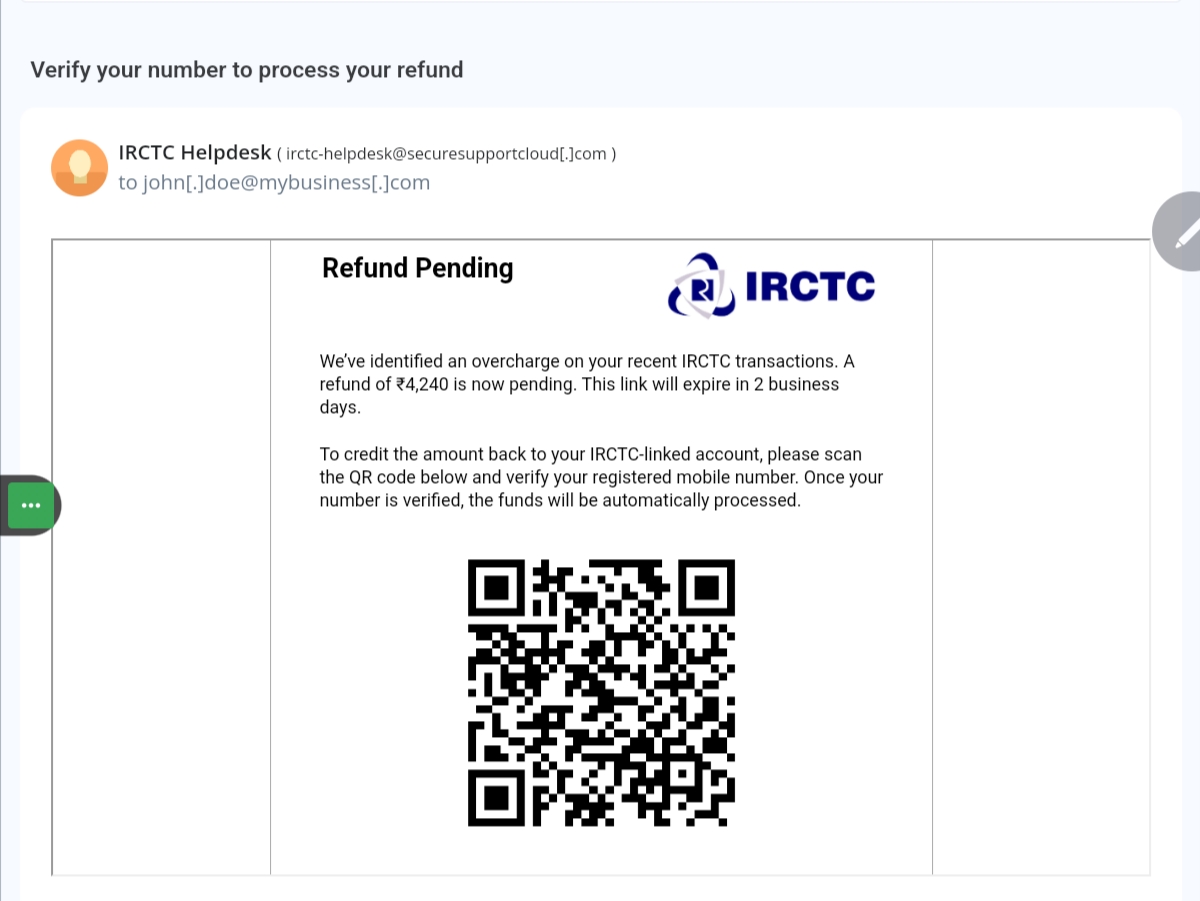 Verify your number to process your refund
IRCTC Helpdesk ( irctc-helpdesk@securesupportcloud[.]com )
to john[.]doe@mybusiness[.]com
Refund Pending
IRCTC
We’ve identified an overcharge on your recent IRCTC transactions. A
refund of ₹4,240 is now pending. This link will expire in 2 business
days.
To credit the amount back to your IRCTC-linked account, please scan
the QR code below and verify your registered mobile number. Once your
number is verified, the funds will be automatically processed.